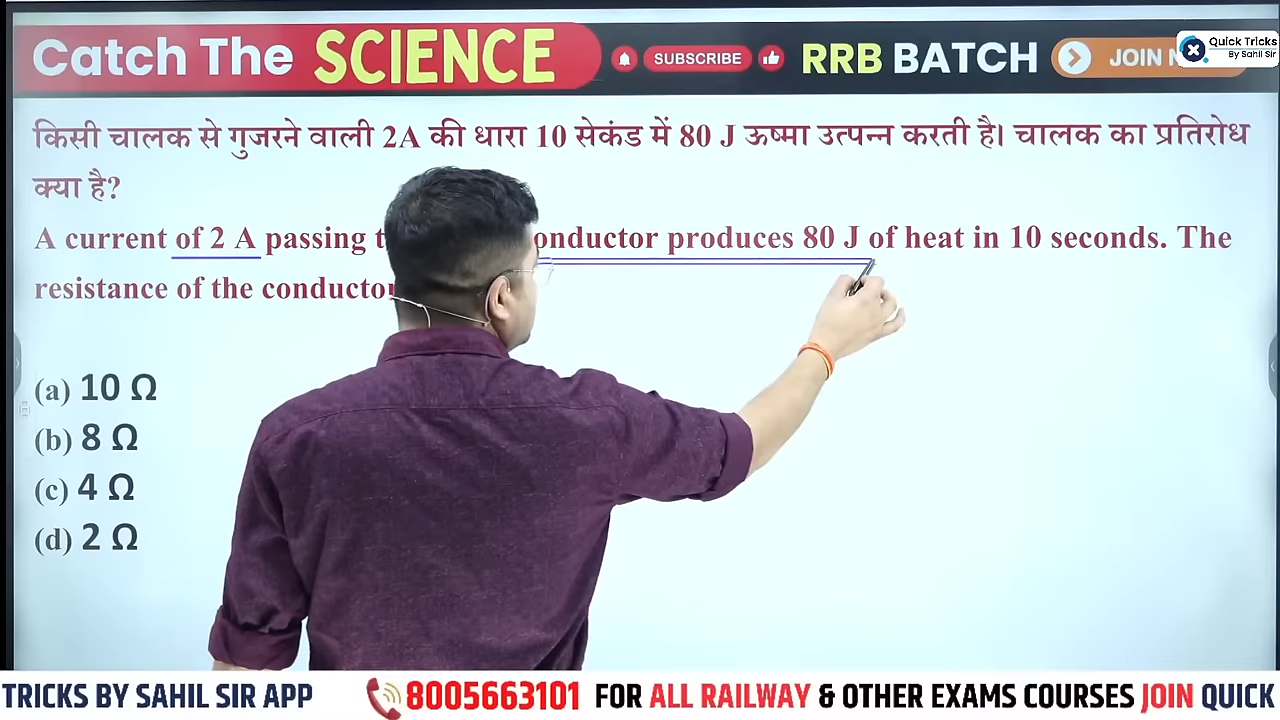 Catch The SCIENCE SUBSCRIBE RRB BATCH JOIN Quick Tricks
By Sahil Sir
किसी चालक से गुजरने वाली 2A की धारा 10 सेकंड में 80 J ऊष्मा उत्पन्न करती है। चालक का प्रतिरोध
क्या है?
A current of 2 A passing onductor produces 80 J of heat in 10 seconds. The
resistance of the conductor
(a) 10 Ω
(b) 8 Ω
(c) 4 Ω
(d) 2 Ω
TRICKS BY SAHIL SIR APP 8005663101 FOR ALL RAILWAY & OTHER EXAMS COURSES JOIN QUICK